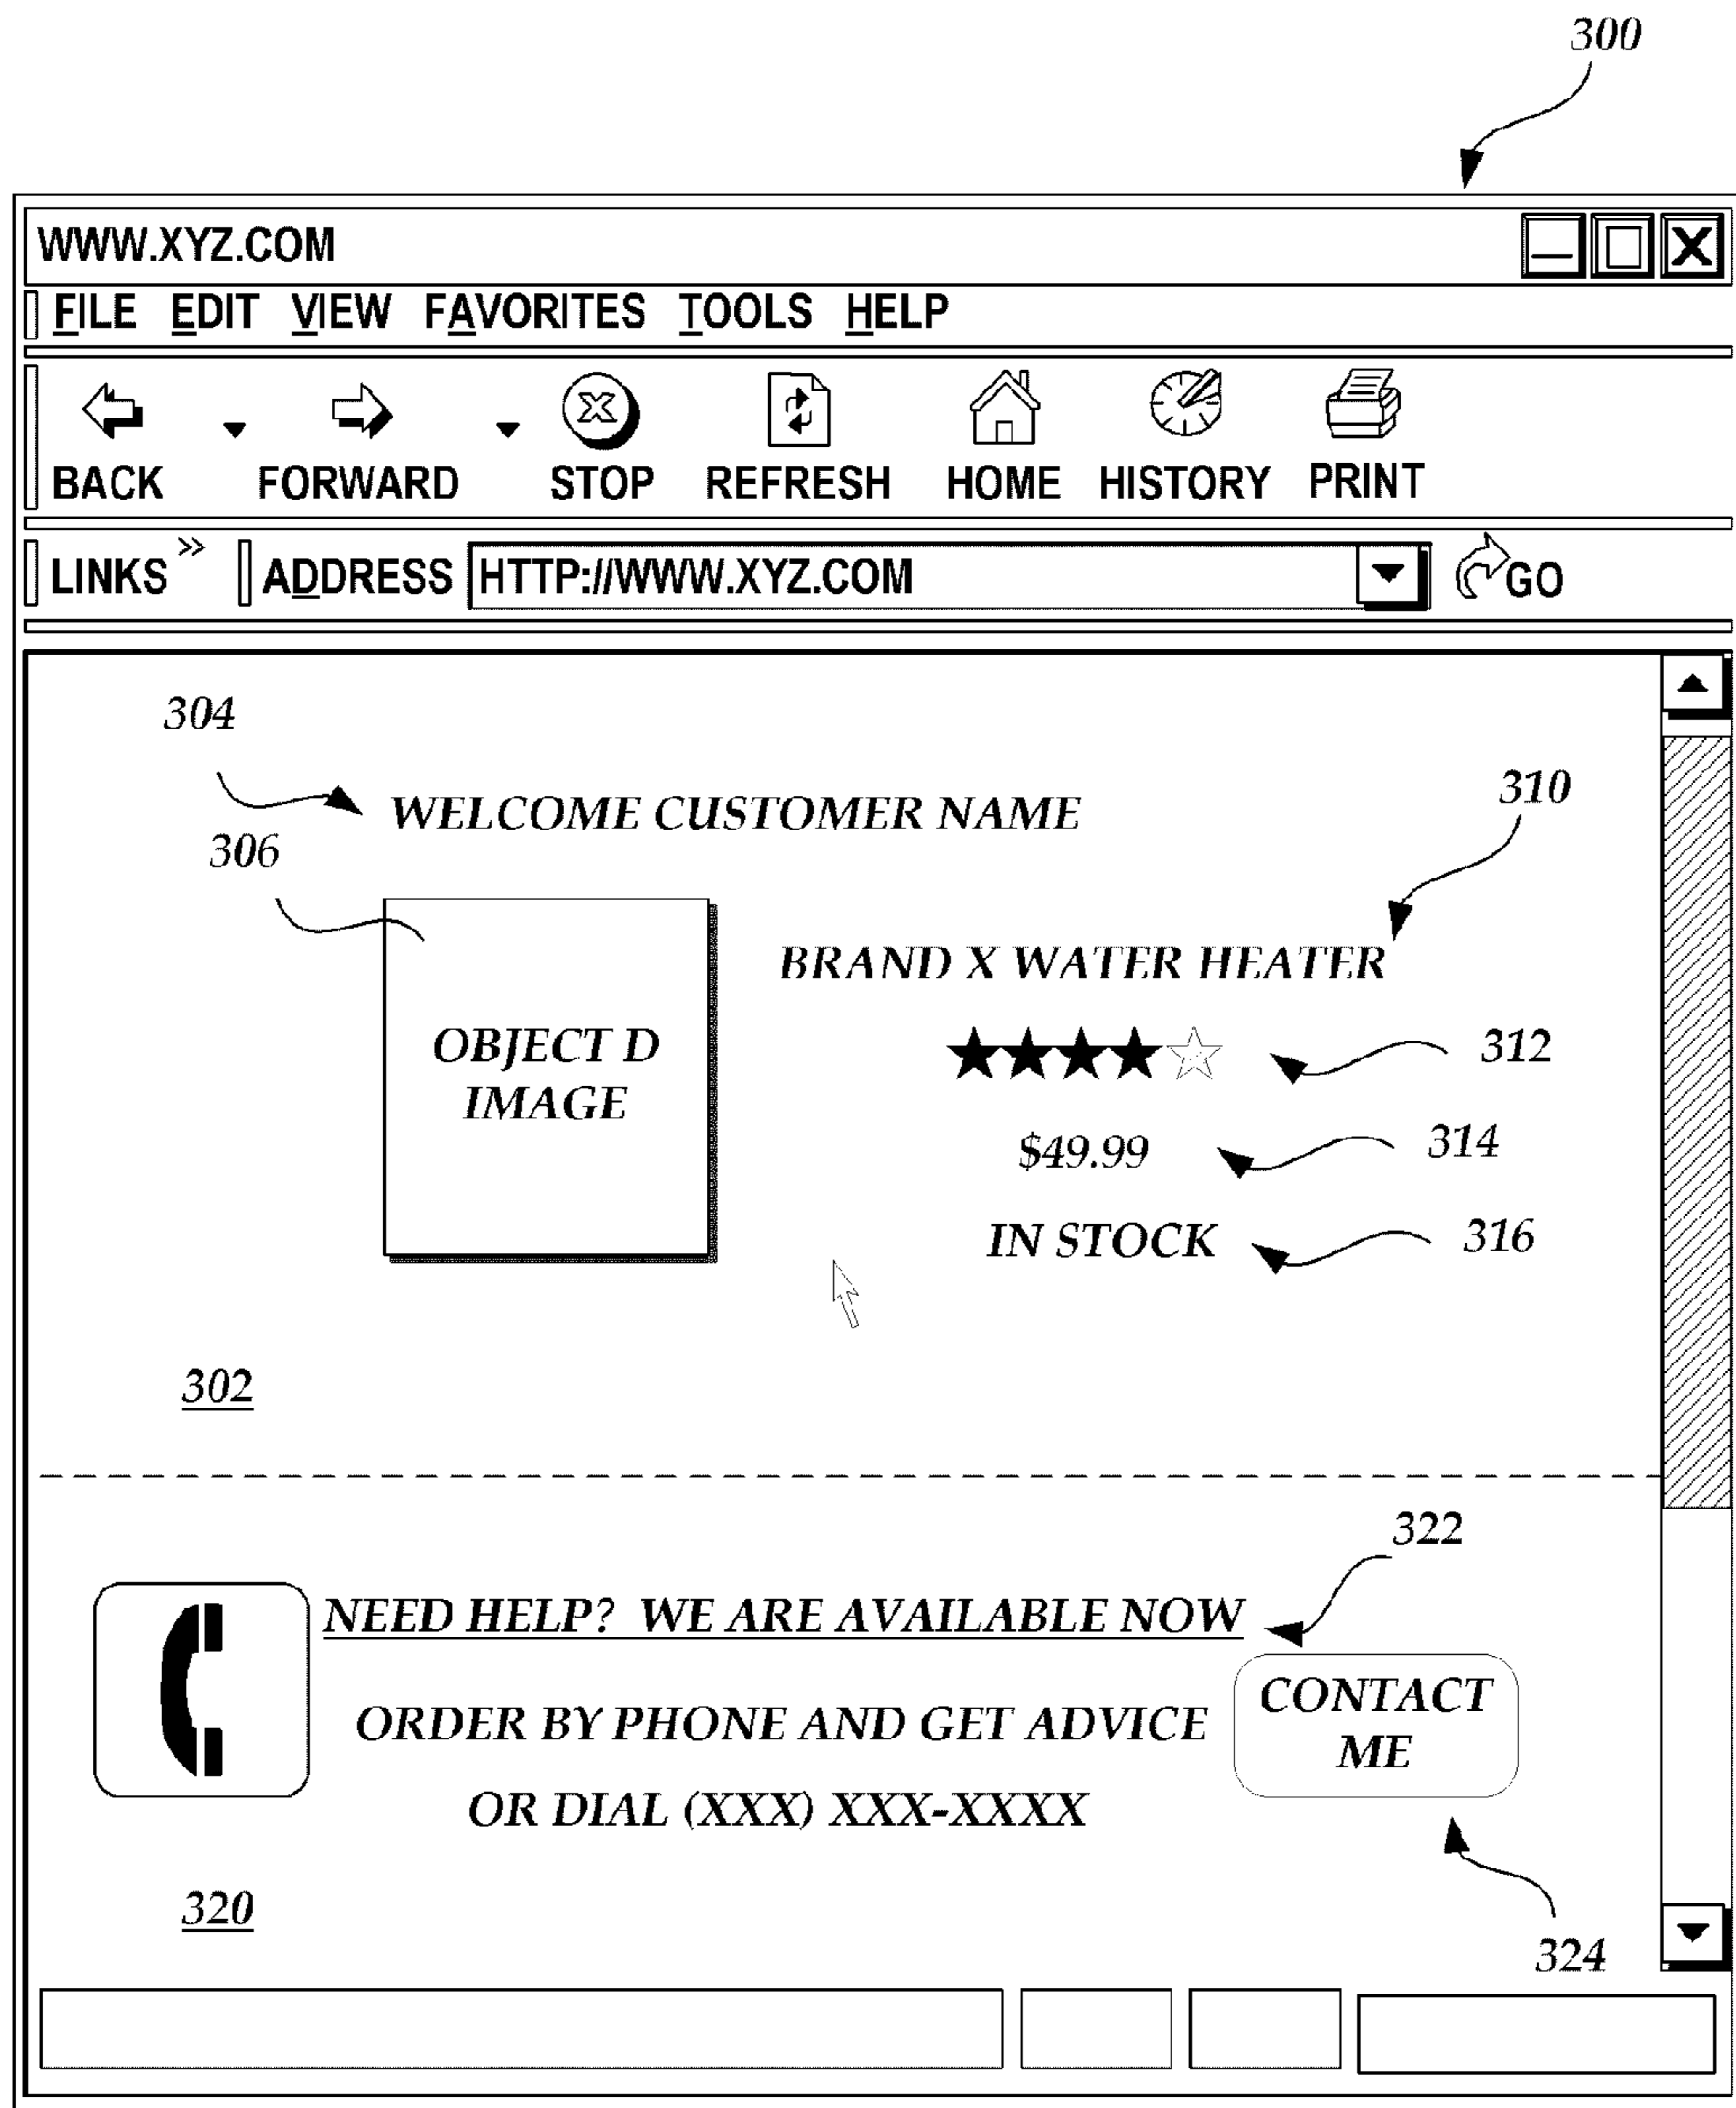 300
WWW.XYZ.COM
FILE EDIT VIEW FAVORITES TOOLS HELP
BACK FORWARD STOP REFRESH HOME HISTORY PRINT
LINKS » ADDRESS HTTP://WWW.XYZ.COM GO
304
WELCOME CUSTOMER NAME
310
306
BRAND X WATER HEATER
OBJECT D
IMAGE
312
$49.99 314
IN STOCK 316
302
322
NEED HELP? WE ARE AVAILABLE NOW
ORDER BY PHONE AND GET ADVICE
OR DIAL (XXX) XXX-XXXX
CONTACT
ME
320
324